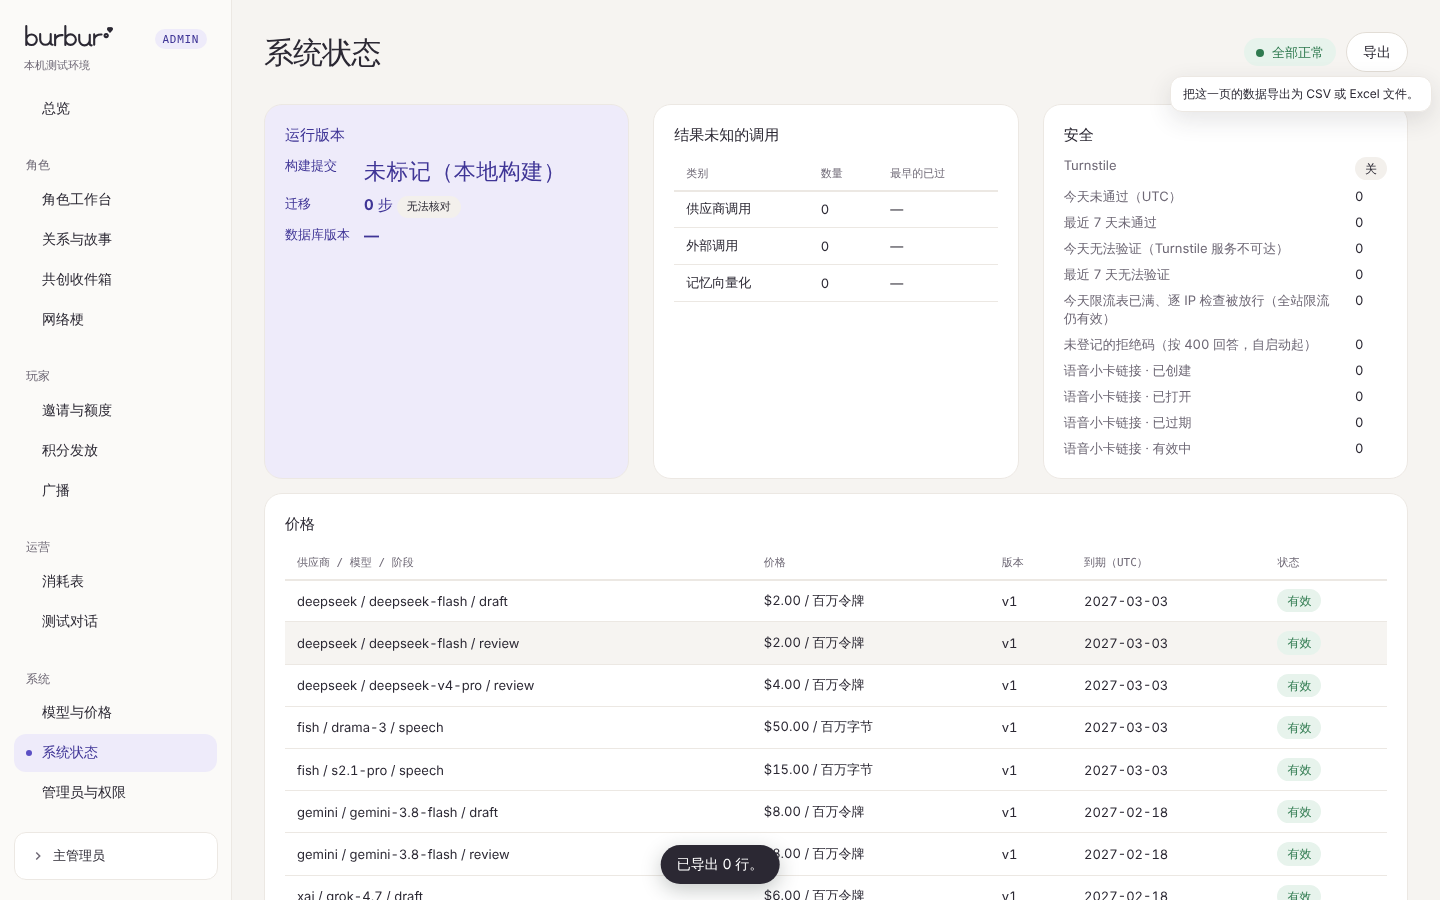 burbur
ADMIN
本机测试环境
总览
角色
角色工作台
关系与故事
共创收件箱
网络梗
玩家
邀请与额度
积分发放
广播
运营
消耗表
测试对话
系统
模型与价格
系统状态
管理员与权限
主管理员
系统状态
全部正常
导出
把这一页的数据导出为 CSV 或 Excel 文件。
运行版本
构建提交 未标记（本地构建）
迁移 0 步 无法核对
数据库版本 —
结果未知的调用
类别 数量 最早的已过
供应商调用 0 —
外部调用 0 —
记忆向量化 0 —
安全
Turnstile 关
今天未通过（UTC） 0
最近 7 天未通过 0
今天无法验证（Turnstile 服务不可达） 0
最近 7 天无法验证 0
今天限流表已满、逐 IP 检查被放行（全站限流 0
仍有效）
未登记的拒绝码（按 400 回答，自启动起） 0
语音小卡链接 · 已创建 0
语音小卡链接 · 已打开 0
语音小卡链接 · 已过期 0
语音小卡链接 · 有效中 0
价格
供应商 / 模型 / 阶段 价格 版本 到期（UTC） 状态
deepseek / deepseek-flash / draft $2.00 / 百万令牌 v1 2027-03-03 有效
deepseek / deepseek-flash / review $2.00 / 百万令牌 v1 2027-03-03 有效
deepseek / deepseek-v4-pro / review $4.00 / 百万令牌 v1 2027-03-03 有效
fish / drama-3 / speech $50.00 / 百万字节 v1 2027-03-03 有效
fish / s2.1-pro / speech $15.00 / 百万字节 v1 2027-03-03 有效
gemini / gemini-3.8-flash / draft $8.00 / 百万令牌 v1 2027-02-18 有效
gemini / gemini-3.8-flash / review / 百万令牌 v1 2027-02-18 有效
xai / grok-4.7 / draft $6.00 / 百万令牌 v1 2027-02-18 有效
已导出 0 行。